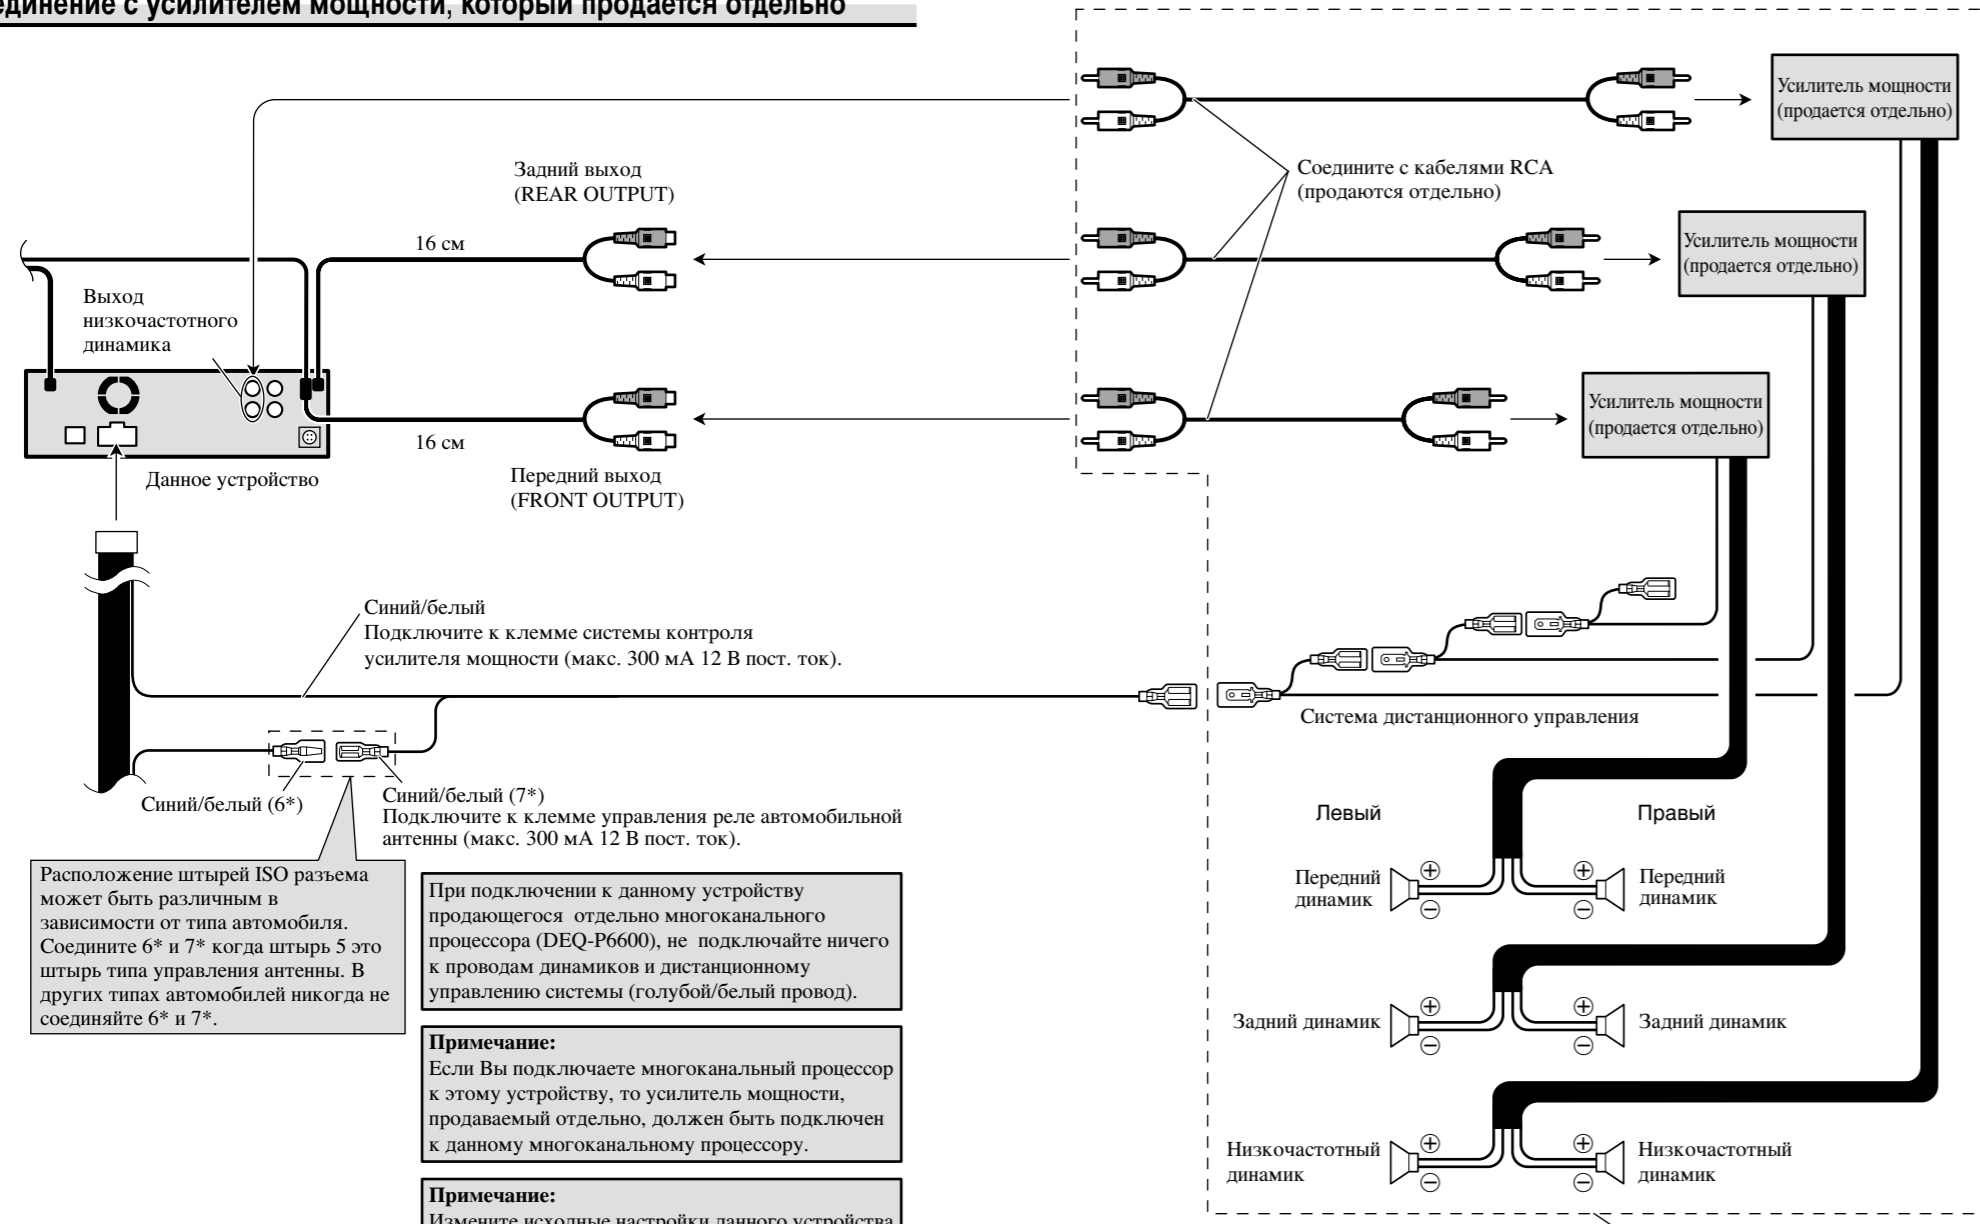 единение с усилителем мощности, который продается отдельно
Усилитель мощности
(продается отдельно)
Задний выход
(REAR OUTPUT)
Соедините с кабелями RCA
(продаются отдельно)
16 см
Усилитель мощности
(продается отдельно)
Выход
низкочастотного
динамика
Усилитель мощности
(продается отдельно)
16 см
Данное устройство
Передний выход
(FRONT OUTPUT)
Синий/белый
Подключите к клемме системы контроля
усилителя мощности (макс. 300 мА 12 В пост. ток).
Система дистанционного управления
Синий/белый (6*)
Синий/белый (7*)
Подключите к клемме управления реле автомобильной
антенны (макс. 300 мА 12 В пост. ток).
Левый
Правый
Расположение штырей ISO разъема
может быть различным в
зависимости от типа автомобиля.
Соедините 6* и 7* когда штырь 5 это
штырь типа управления антенны. В
других типах автомобилей никогда не
соединяйте 6* и 7*.
При подключении к данному устройству
продающегося отдельно многоканального
процессора (DEQ-P6600), не подключайте ничего
к проводам динамиков и дистанционному
управлению системы (голубой/белый провод).
Примечание:
Если Вы подключаете многоканальный процессор
к этому устройству, то усилитель мощности,
продаваемый отдельно, должен быть подключен
к данному многоканальному процессору.
Примечание:
Измените исходные настройки данного устройства
Передний
динамик
⊕
⊖
⊕
⊖
Передний
динамик
Задний динамик
⊕
⊖
⊕
⊖
Задний динамик
Низкочастотный
динамик
⊕
⊖
⊕
⊖
Низкочастотный
динамик